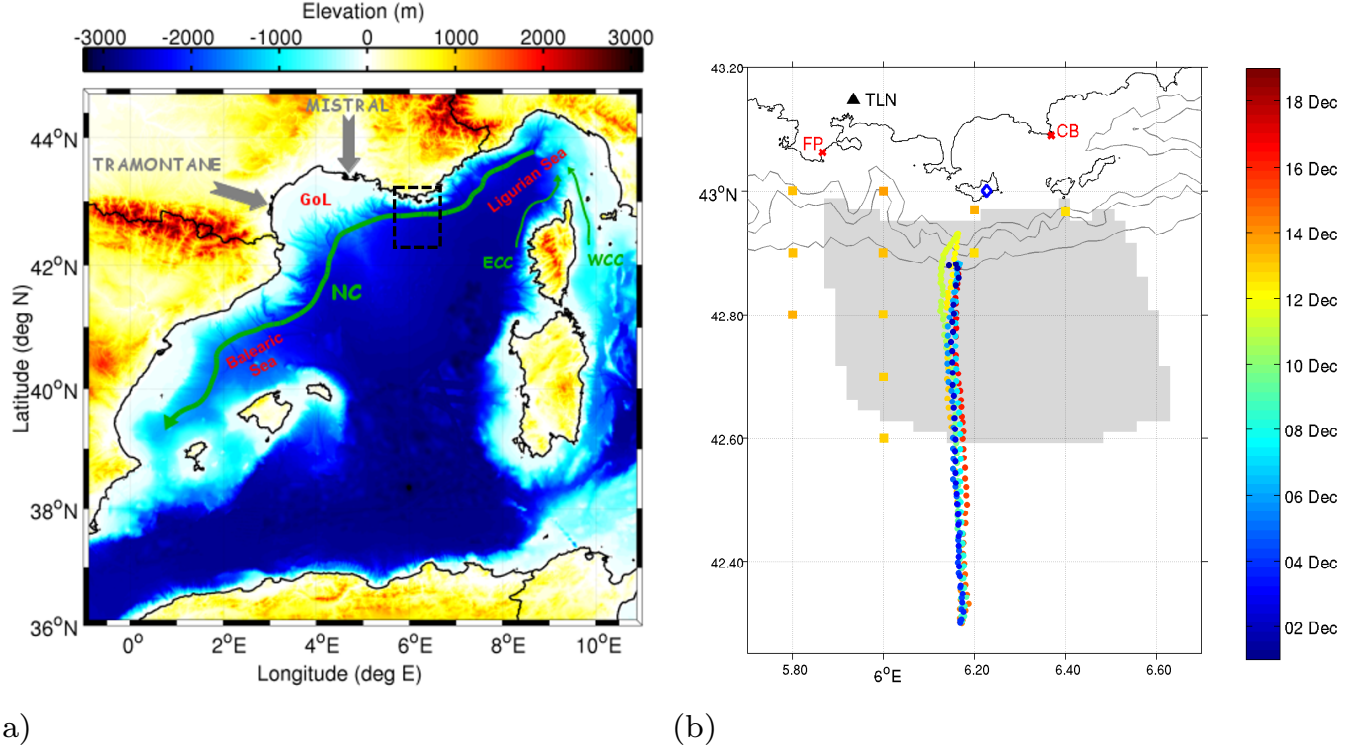 Elevation (m)
-3000 -2000 -1000 0 1000 2000 3000
MISTRAL
TRAMONTANE
GoL
Ligurian Sea
ECC
WCC
NC
Balearic
Sea
44°N
42°N
40°N
38°N
36°N
Latitude (deg N)
0° 2°E 4°E 6°E 8°E 10°E
Longitude (deg E)
a)
43.20
43°N
42.80
42.60
42.40
TLN
FP
CB
5.80 6°E 6.20 6.40 6.60
18 Dec
16 Dec
14 Dec
12 Dec
10 Dec
08 Dec
06 Dec
04 Dec
02 Dec
(b)